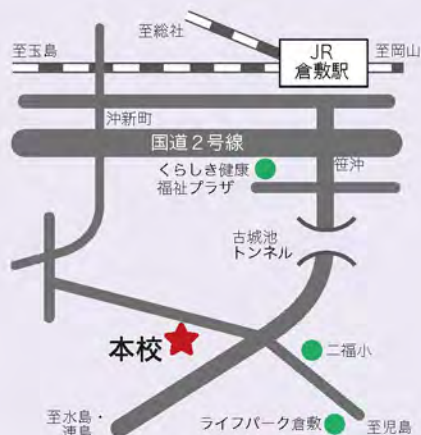 至総社
至玉島
JR
倉敷駅
至岡山
沖新町
国道2号線
くらしき健康
福祉プラザ
笹沖
古城池
トンネル
本校
二福小
至水島・
連島
ライフパーク倉敷
至児島